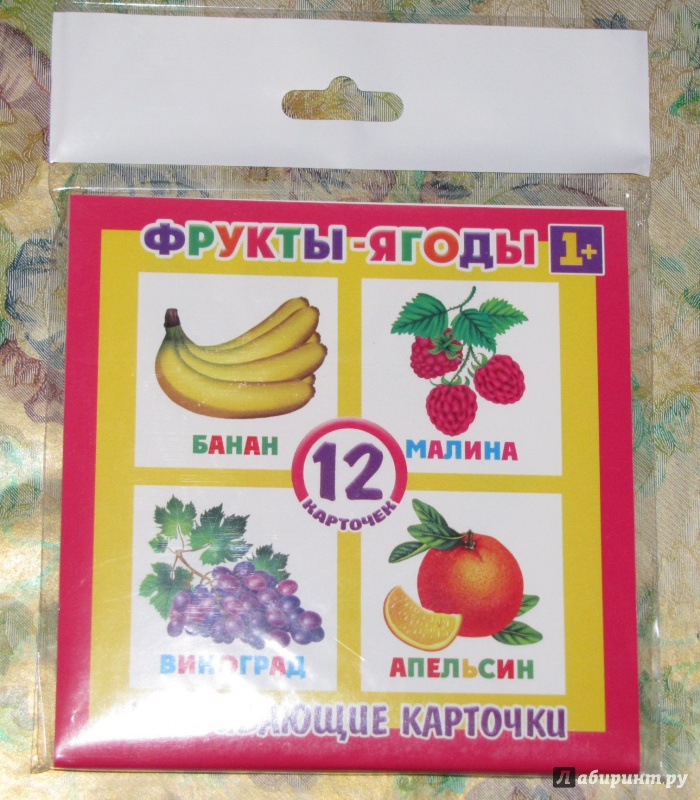 ФРУКТЫ-ЯГОДЫ 1+
БАНАН
МАЛИНА
12
КАРТОЧЕК
ВИНОГРАД
АПЕЛЬСИН
КАРТОЧКИ
Лабиринт.ру